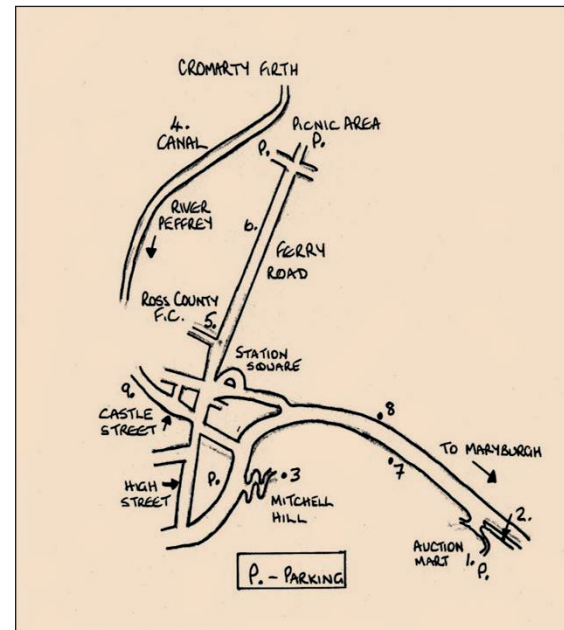 CROMARTY FIRTH
4.
CANAL
PICNIC AREA
P.
P.
RIVER
PEFFREY
6.
FERRY
ROAD
ROSS COUNTY
F.C.
5.
STATION
SQUARE
9.
CASTLE
STREET
8
7
TO MARYBURGH
HIGH
STREET
P.
3
MITCHELL
HILL
2.
AUCTION
MART
1.
P.
P. - PARKING